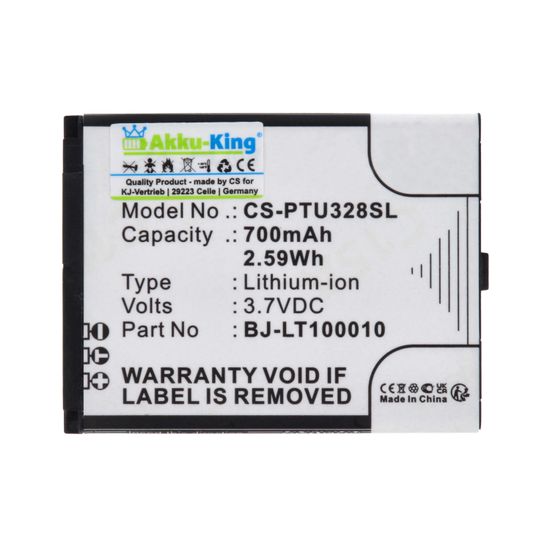 Akku-King®
Quality Product - made by CS for
KJ-Vertrieb | 29223 Celle | Germany
Model No.: CS-PTU328SL
Capacity : 700mAh
2.59Wh
Type : Lithium-ion
Volts : 3.7VDC
Part No : BJ-LT100010
WARRANTY VOID IF
LABEL IS REMOVED
CE
Made In China